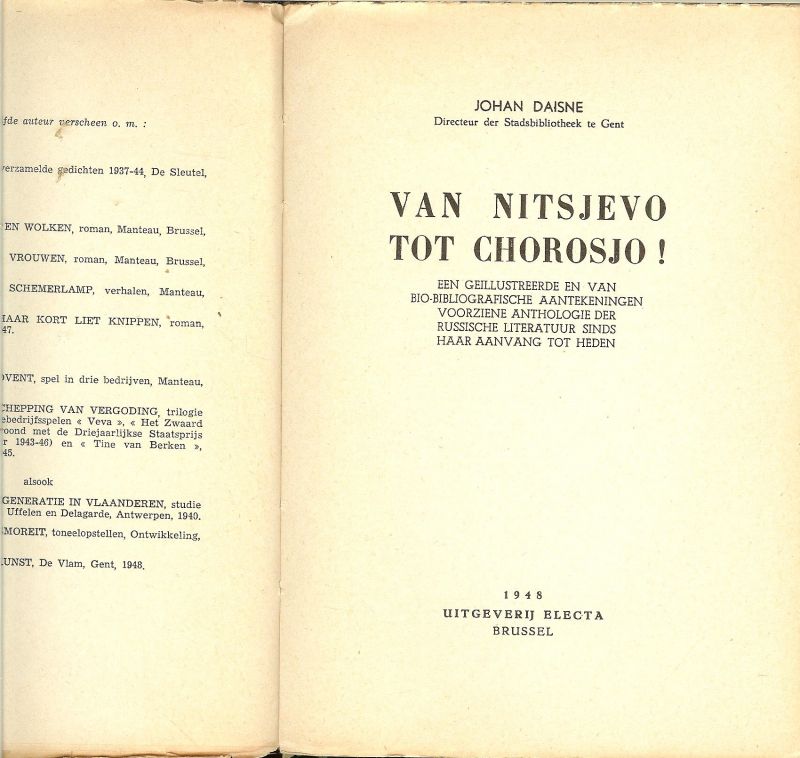 fde auteur verscheen o. m. :
verzamelde gedichten 1937-44, De Sleutel,
EN WOLKEN, roman, Manteau, Brussel,
VROUWEN, roman, Manteau, Brussel,
SCHEMERLAMP, verhalen, Manteau,
HAAR KORT LIET KNIPPEN, roman,
47.
VENT, spel in drie bedrijven, Manteau,
CHEPPING VAN VERGODING, trilogie
ebedrijfsspelen « Veva », « Het Zwaard
oond met de Driejaarlijkse Staatsprijs
r 1943-46) en « Tine van Berken »,
45.
alsook
GENERATIE IN VLAANDEREN, studie
Uffelen en Delagarde, Antwerpen, 1940.
MOREIT, toneelopstellen, Ontwikkeling,
UNST, De Vlam, Gent, 1948.
JOHAN DAISNE
Directeur der Stadsbibliotheek te Gent
VAN NITSJEVO
TOT CHOROSJO !
EEN GEILLUSTREERDE EN VAN
BIO-BIBLIOGRAFISCHE AANTEKENINGEN
VOORZIENE ANTHOLOGIE DER
RUSSISCHE LITERATUUR SINDS
HAAR AANVANG TOT HEDEN
1948
UITGEVERIJ ELECTA
BRUSSEL